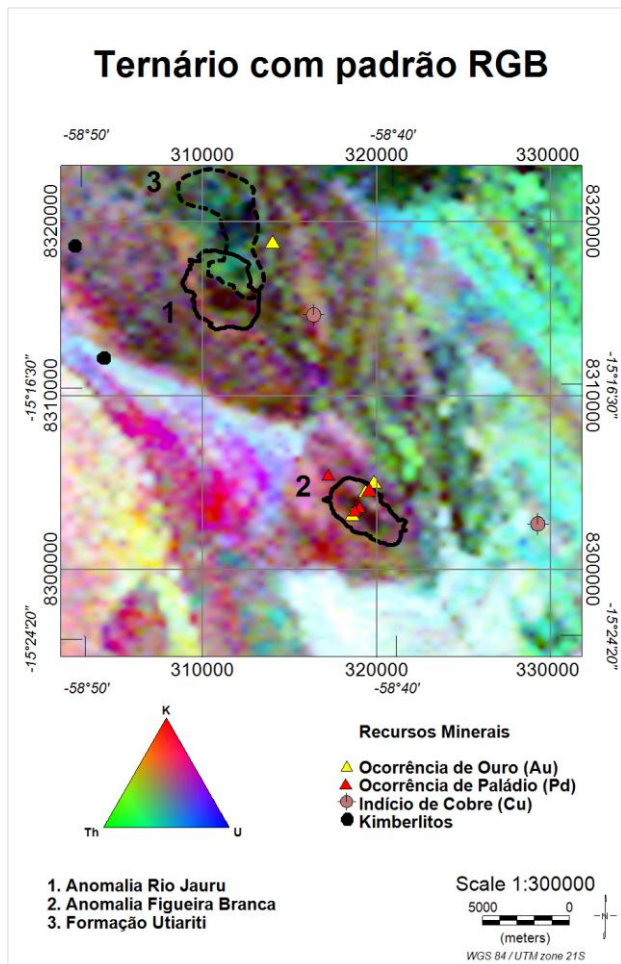 Ternário com padrão RGB
-58°50'
-58°40'
310000
320000
330000
3
8320000
8320000
1
-15°16'30"
8310000
8310000
-15°16'30"
2
8300000
8300000
-15°24'20"
-15°24'20"
310000
320000
330000
-58°50'
-58°40'
K
Th
U
Recursos Minerais
Ocorrência de Ouro (Au)
Ocorrência de Paládio (Pd)
Indício de Cobre (Cu)
Kimberlitos
1. Anomalia Rio Jauru
2. Anomalia Figueira Branca
3. Formação Utiariti
Scale 1:300000
5000 0
(meters)
N
WGS 84 / UTM zone 21S